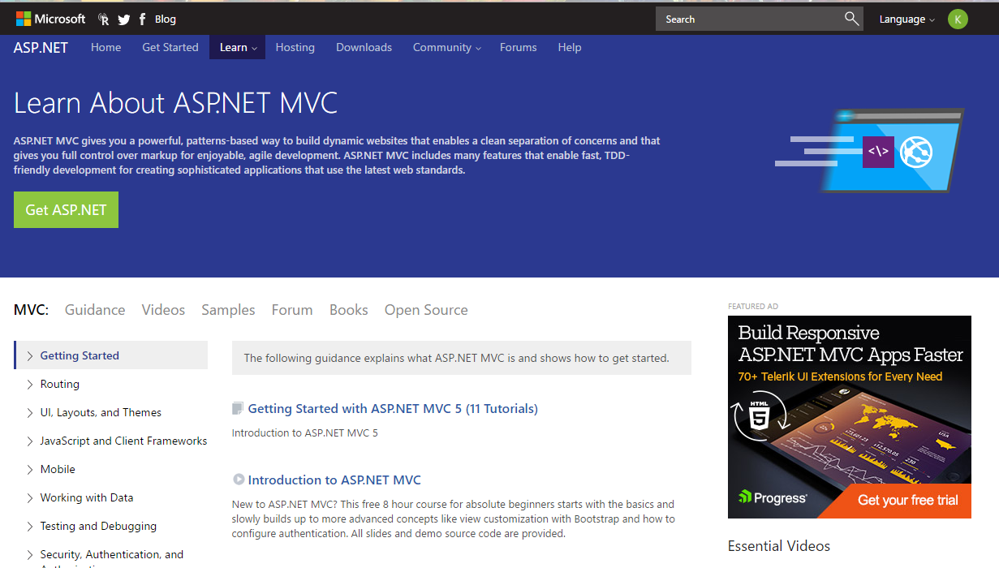 Microsoft Blog Search Language K
ASP.NET Home Get Started Learn Hosting Downloads Community Forums Help
Learn About ASP.NET MVC
ASP.NET MVC gives you a powerful, patterns-based way to build dynamic websites that enables a clean separation of concerns and that
gives you full control over markup for enjoyable, agile development. ASP.NET MVC includes many features that enable fast, TDD-
friendly development for creating sophisticated applications that use the latest web standards.
</>
Get ASP.NET
MVC: Guidance Videos Samples Forum Books Open Source
Getting Started
Routing
UI, Layouts, and Themes
JavaScript and Client Frameworks
Mobile
Working with Data
Testing and Debugging
Security, Authentication, and
The following guidance explains what ASP.NET MVC is and shows how to get started.
Getting Started with ASP.NET MVC 5 (11 Tutorials)
Introduction to ASP.NET MVC 5
Introduction to ASP.NET MVC
New to ASP.NET MVC? This free 8 hour course for absolute beginners starts with the basics and
slowly builds up to more advanced concepts like view customization with Bootstrap and how to
configure authentication. All slides and demo source code are provided.
FEATURED AD
Build Responsive
ASP.NET MVC Apps Faster
70+ Telerik UI Extensions for Every Need
HTML
5
USA
230
Progress
Get your free trial
Essential Videos